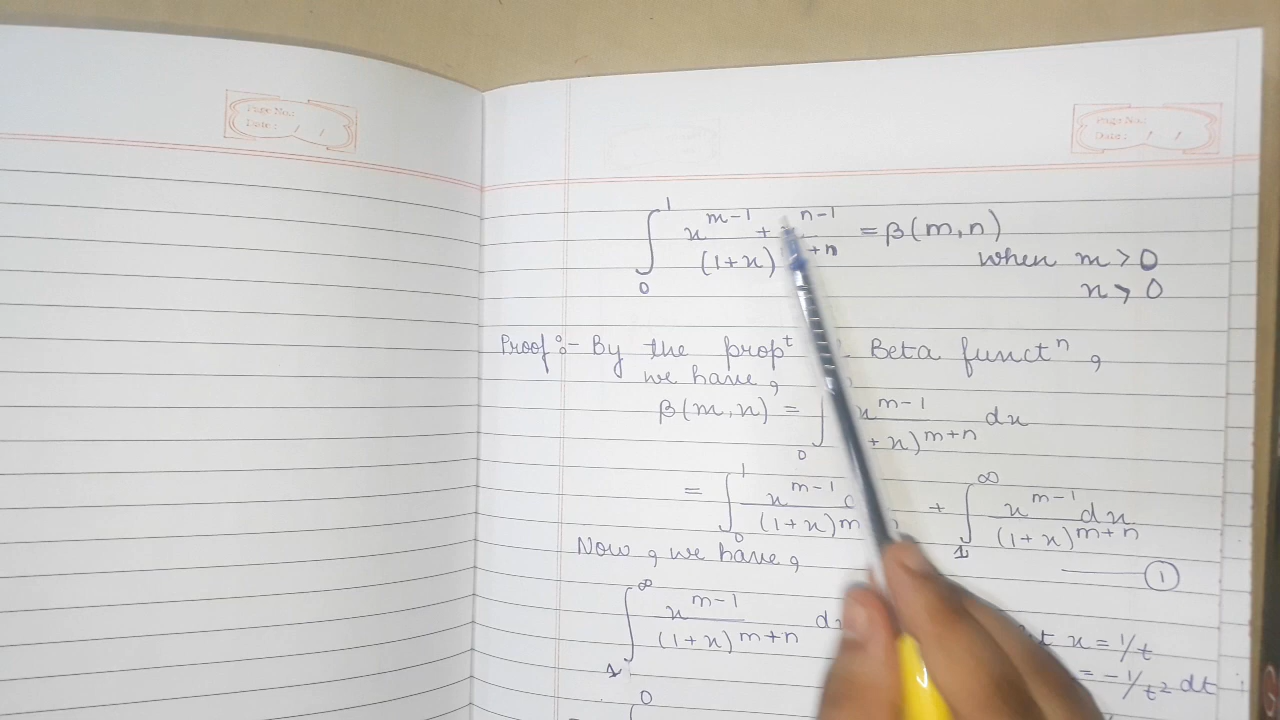 Page No.:
Date: / /
Page No.:
Date: / /
∫₀¹ x^{m-1} + ^{n-1} / (1+x)^{+n} = β(m,n)
when m > 0
n > 0
Proof :- By the propᵗ Beta functⁿ,
we have,
β(m,n) = ∫₀ x^{m-1} / + x)^{m+n} dx
= ∫₀¹ x^{m-1} / (1+x)^{m} + ∫₁^∞ x^{m-1} dx / (1+x)^{m+n}
①
Now, we have,
∫₁^∞ x^{m-1} / (1+x)^{m+n} dx x = 1/t
= -1/t² dt
0